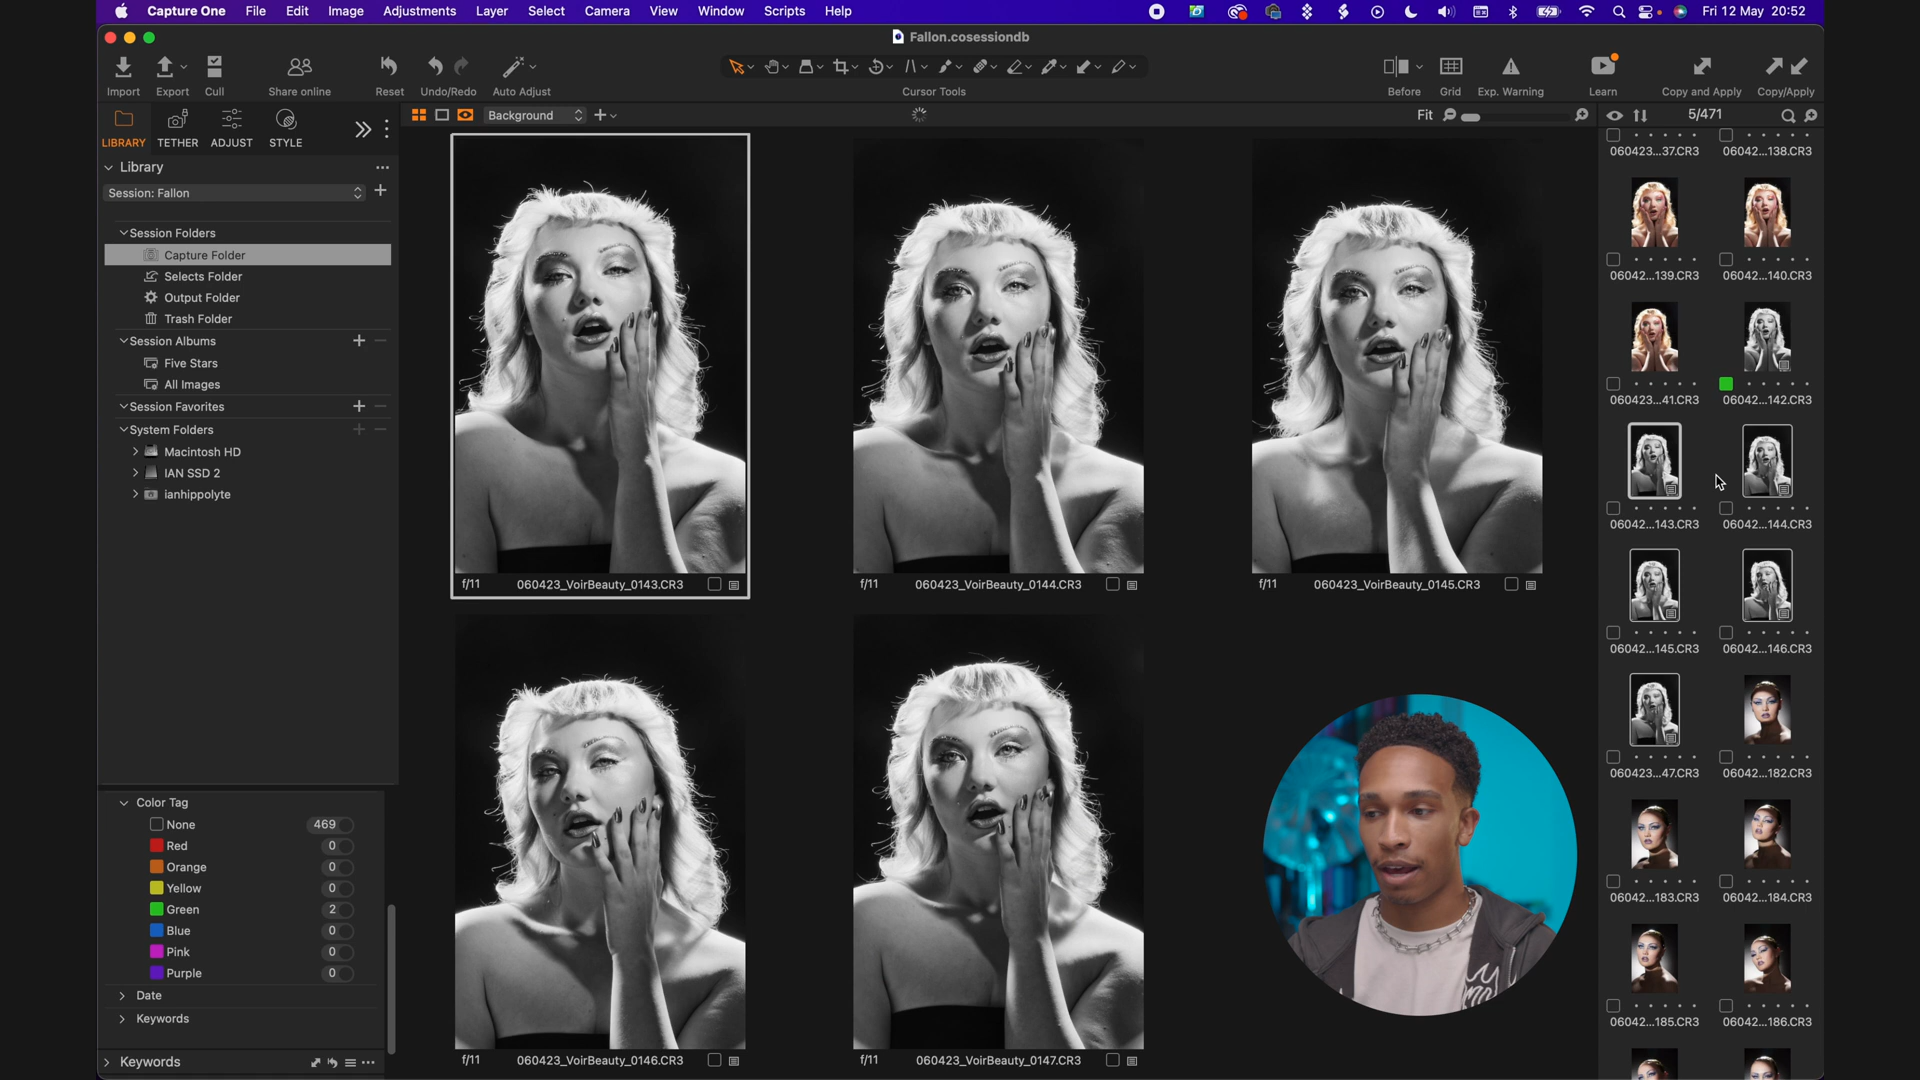 Capture One File Edit Image Adjustments Layer Select Camera View Window Scripts Help Fri 12 May 20:52
Fallon.cosessiondb
Import Export Cull Share online Reset Undo/Redo Auto Adjust Cursor Tools Before Grid Exp. Warning Learn Copy and Apply Copy/Apply
LIBRARY TETHER ADJUST STYLE
Background
Fit
5/471
Library
Session: Fallon
Session Folders
Capture Folder
Selects Folder
Output Folder
Trash Folder
Session Albums
Five Stars
All Images
Session Favorites
System Folders
Macintosh HD
IAN SSD 2
ianhippolyte
Color Tag
None 469
Red 0
Orange 0
Yellow 0
Green 2
Blue 0
Pink 0
Purple 0
Date
Keywords
Keywords
f/11 060423_VoirBeauty_0143.CR3
f/11 060423_VoirBeauty_0144.CR3
f/11 060423_VoirBeauty_0145.CR3
f/11 060423_VoirBeauty_0146.CR3
f/11 060423_VoirBeauty_0147.CR3
060423...37.CR3 06042...138.CR3
06042...139.CR3 06042...140.CR3
060423...41.CR3 06042...142.CR3
06042...143.CR3 06042...144.CR3
06042...145.CR3 06042...146.CR3
060423...47.CR3 06042...182.CR3
06042...183.CR3 06042...184.CR3
06042...185.CR3 06042...186.CR3